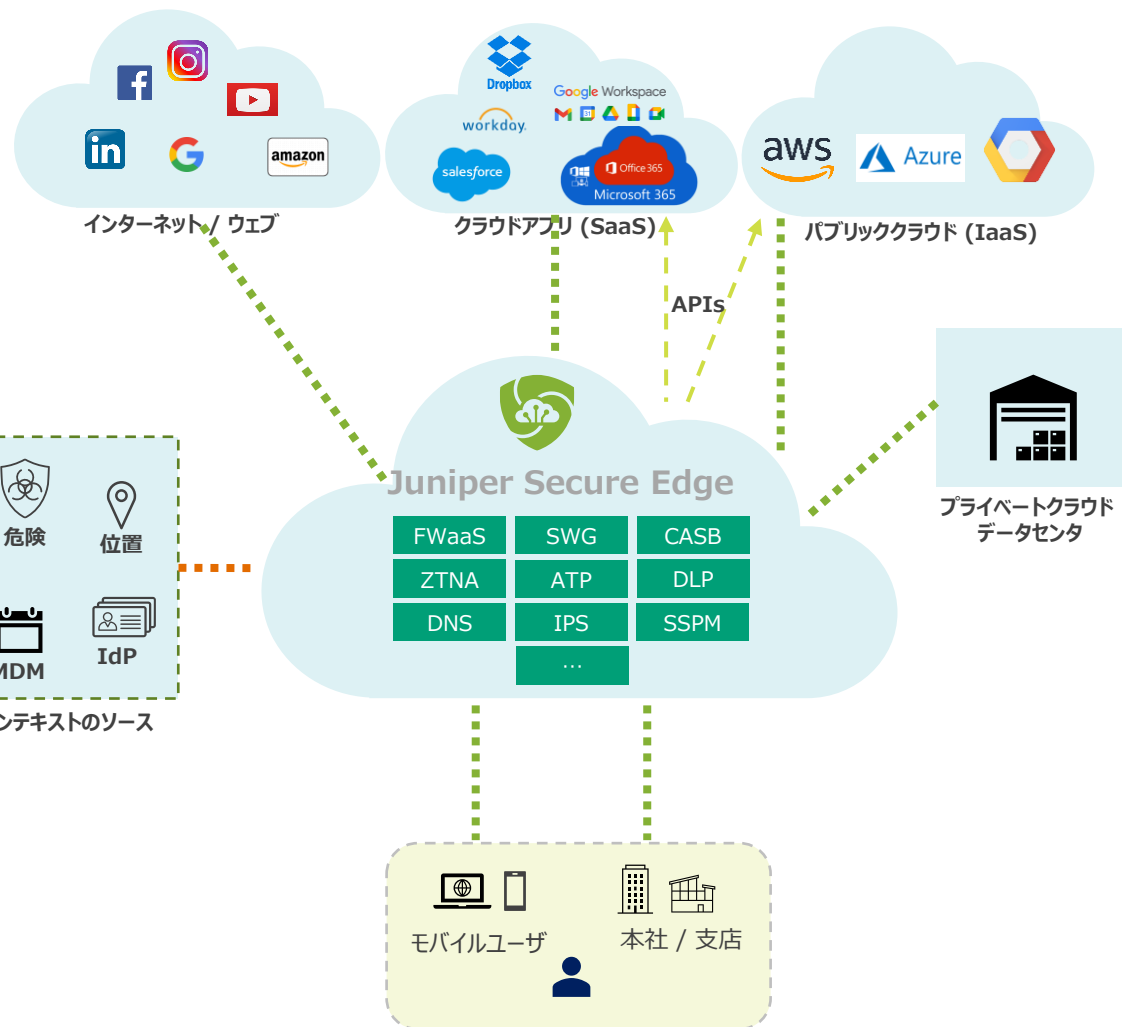 Dropbox
Google Workspace
workday.
31
in
amazon
salesforce
Office 365
Microsoft 365
aws
Azure
インターネット / ウェブ
クラウドアプリ (SaaS)
パブリッククラウド (IaaS)
APIs
Juniper Secure Edge
FWaaS
SWG
CASB
ZTNA
ATP
DLP
DNS
IPS
SSPM
...
危険
位置
MDM
IdP
ンテキストのソース
プライベートクラウド
データセンタ
モバイルユーザ
本社 / 支店